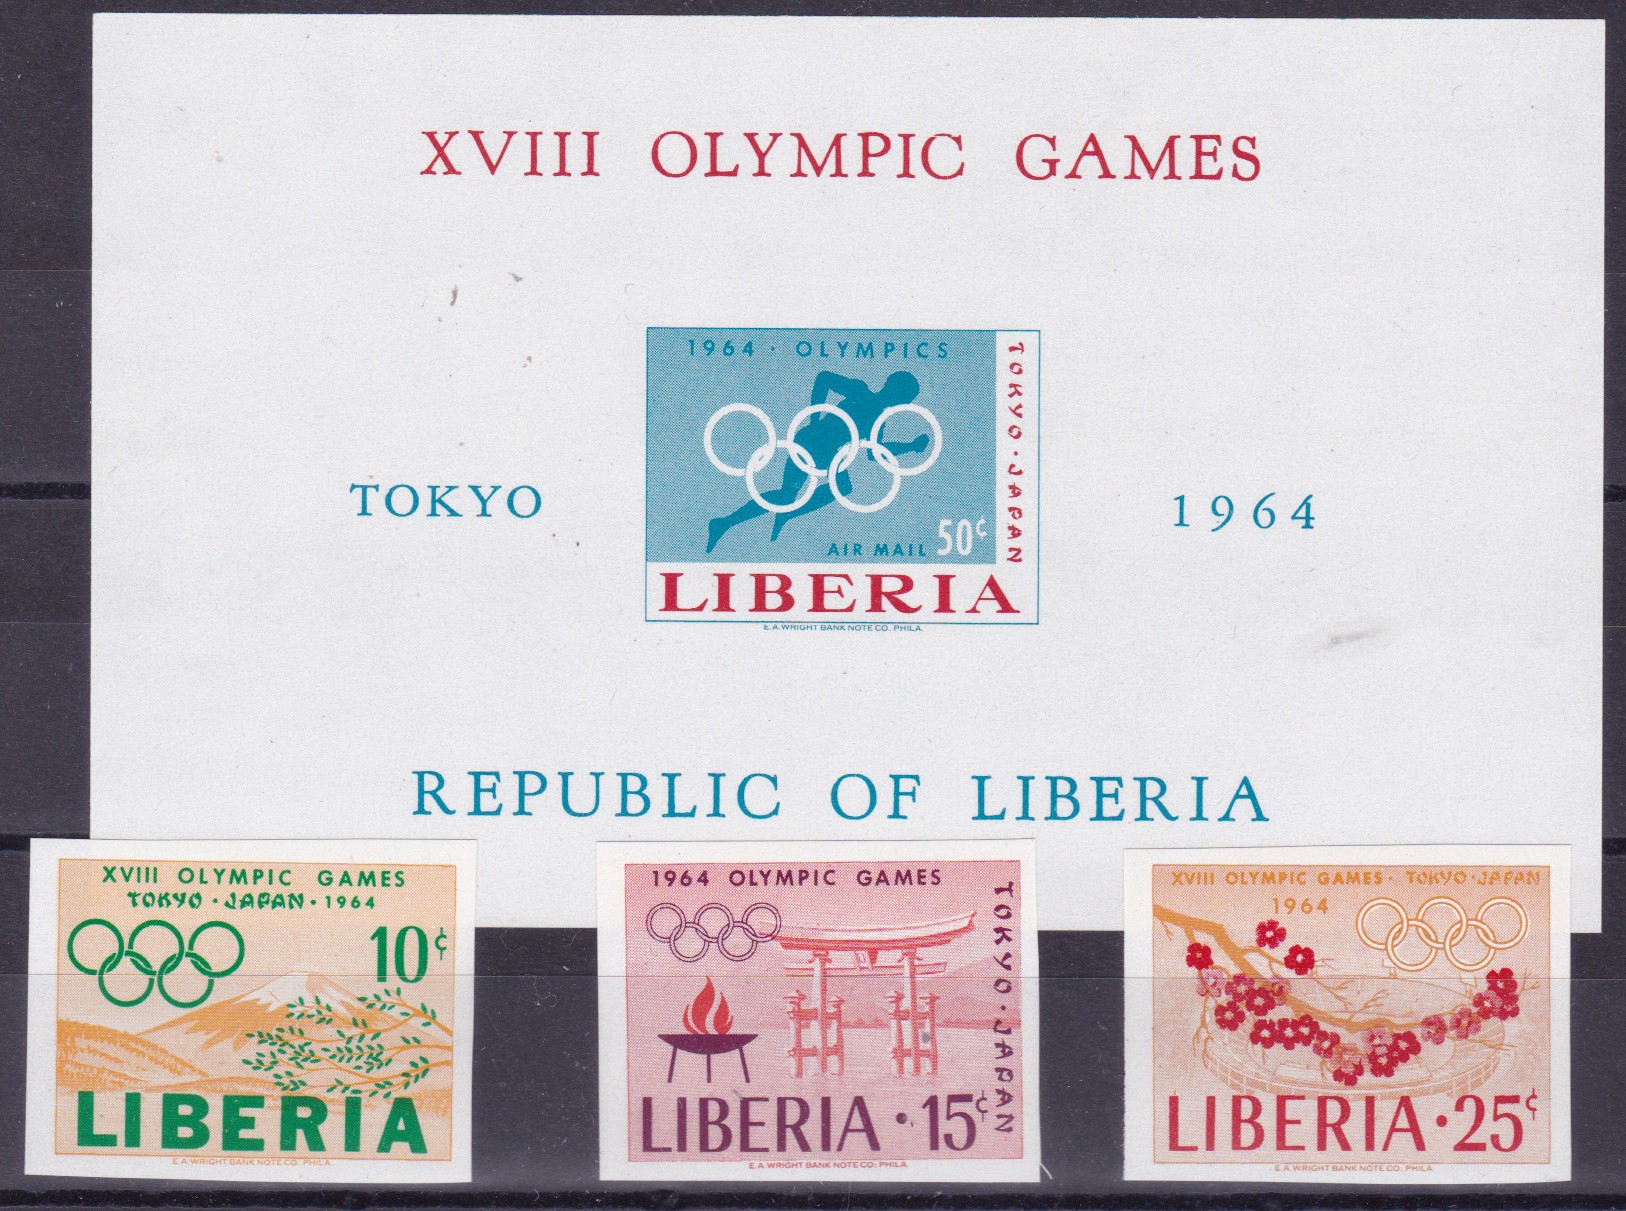 XVIII OLYMPIC GAMES
1964 · OLYMPICS
TOKYO · JAPAN
TOKYO
1964
AIR MAIL 50¢
LIBERIA
E.A.WRIGHT BANK NOTE CO. PHILA.
REPUBLIC OF LIBERIA
XVIII OLYMPIC GAMES
TOKYO · JAPAN · 1964
10¢
LIBERIA
E.A.WRIGHT BANK NOTE CO. PHILA.
1964 OLYMPIC GAMES
TOKYO · JAPAN
LIBERIA · 15¢
E.A.WRIGHT BANK NOTE CO. PHILA.
XVIII OLYMPIC GAMES · TOKYO · JAPAN
1964
LIBERIA · 25¢
E.A.WRIGHT BANK NOTE CO. PHILA.